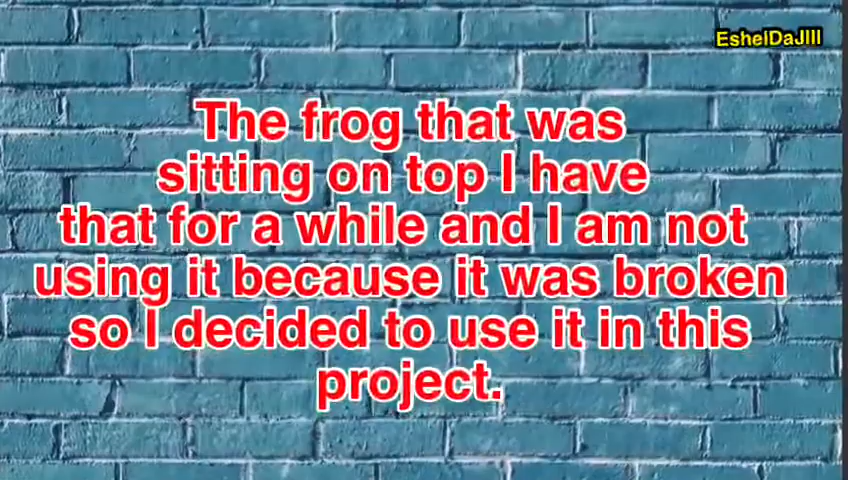 EshelDaJIII
The frog that was
sitting on top I have
that for a while and I am not
using it because it was broken
so I decided to use it in this
project.